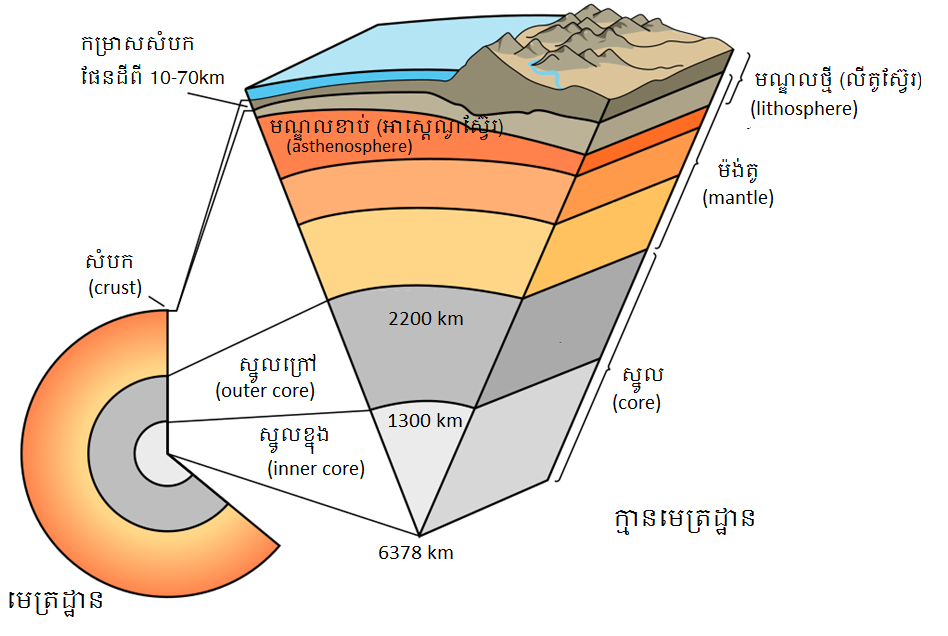 កម្រាសសំបក
ផែនដីពី 10-70km
មណ្ឌលថ្មី (លីតូស្វ៊ែរ)
(lithosphere)
មណ្ឌលខាប់ (អាស្តេណូស្វ៊ែរ)
(asthenosphere)
ម៉ង់តូ
(mantle)
សំបក
(crust)
2200 km
ស្នូលក្រៅ
(outer core)
ស្នូល
(core)
1300 km
ស្នូលខ្នុង
(inner core)
ក្មានមេត្រដ្ឋាន
6378 km
មេត្រដ្ឋាន